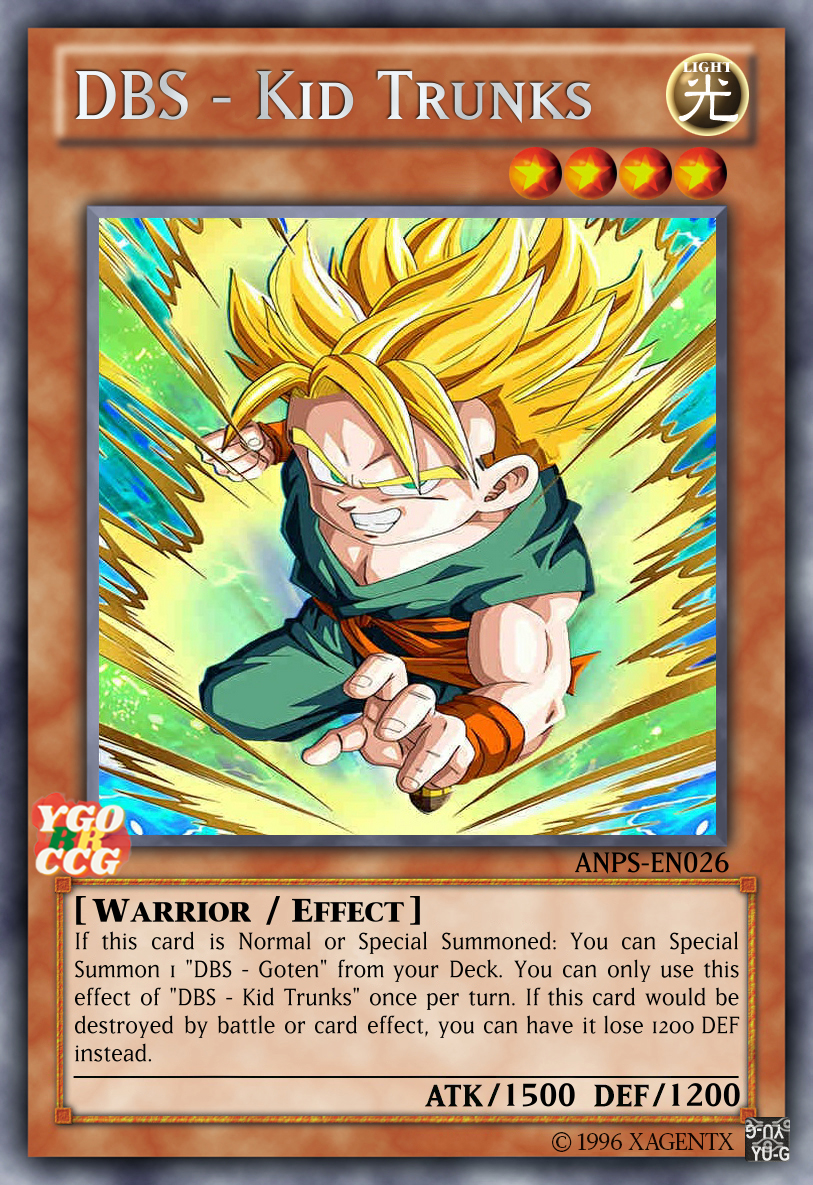 DBS - Kid Trunks
LIGHT
光
YGO
RR
CCG
ANPS-EN026
[ Warrior / Effect ]
If this card is Normal or Special Summoned: You can Special
Summon 1 "DBS - Goten" from your Deck. You can only use this
effect of "DBS - Kid Trunks" once per turn. If this card would be
destroyed by battle or card effect, you can have it lose 1200 DEF
instead.
ATK/1500 DEF/1200
© 1996 XAGENTX
YU-G
YU-G